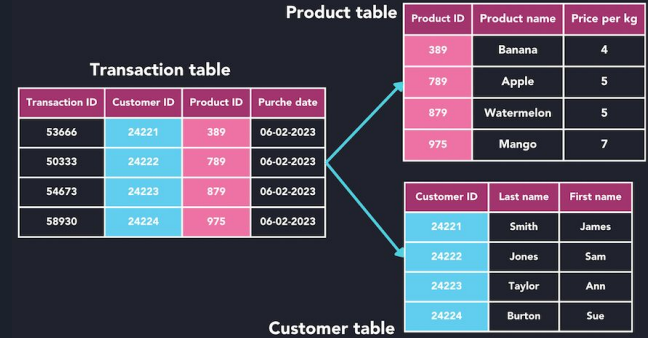 Product table
Product ID Product name Price per kg
389 Banana 4
789 Apple 5
879 Watermelon 5
975 Mango 7
Transaction table
Transaction ID Customer ID Product ID Purche date
53666 24221 389 06-02-2023
50333 24222 789 06-02-2023
54673 24223 879 06-02-2023
58930 24224 975 06-02-2023
Customer ID Last name First name
24221 Smith James
24222 Jones Sam
24223 Taylor Ann
24224 Burton Sue
Customer table